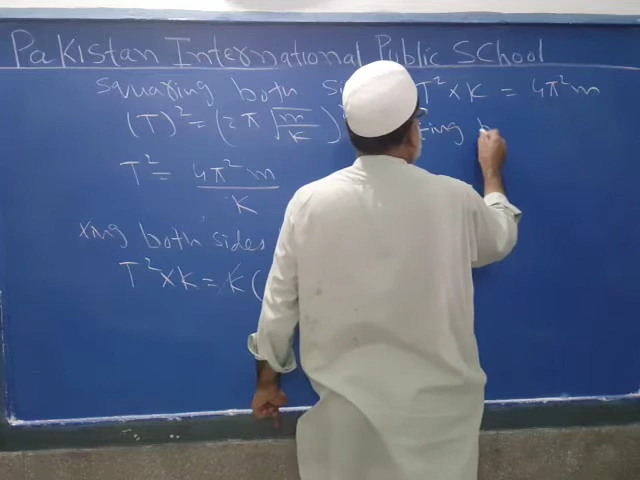 Pakistan International Public School
Squaring both
(T)² = (2π √m/K)
T² = 4π²m/K
xing both sides
T² x K = K(
T² x K = 4π²m